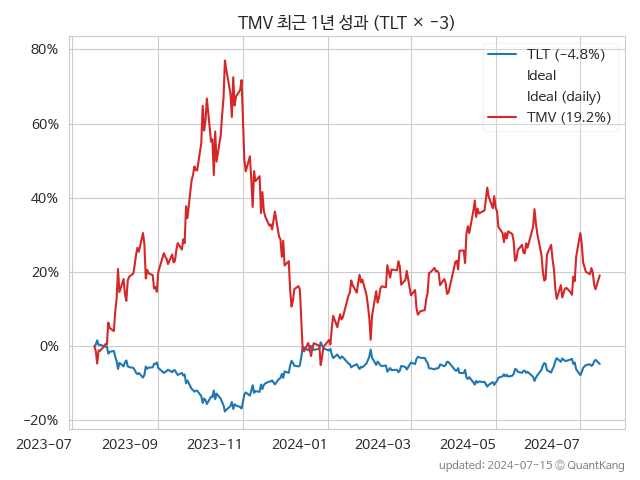 TMV 최근 1년 성과 (TLT × −3)
TLT (−4.8%)
Ideal
Ideal (daily)
TMV (19.2%)
80%
60%
40%
20%
0%
−20%
2023-07 2023-09 2023-11 2024-01 2024-03 2024-05 2024-07
updated: 2024-07-15 © QuantKang